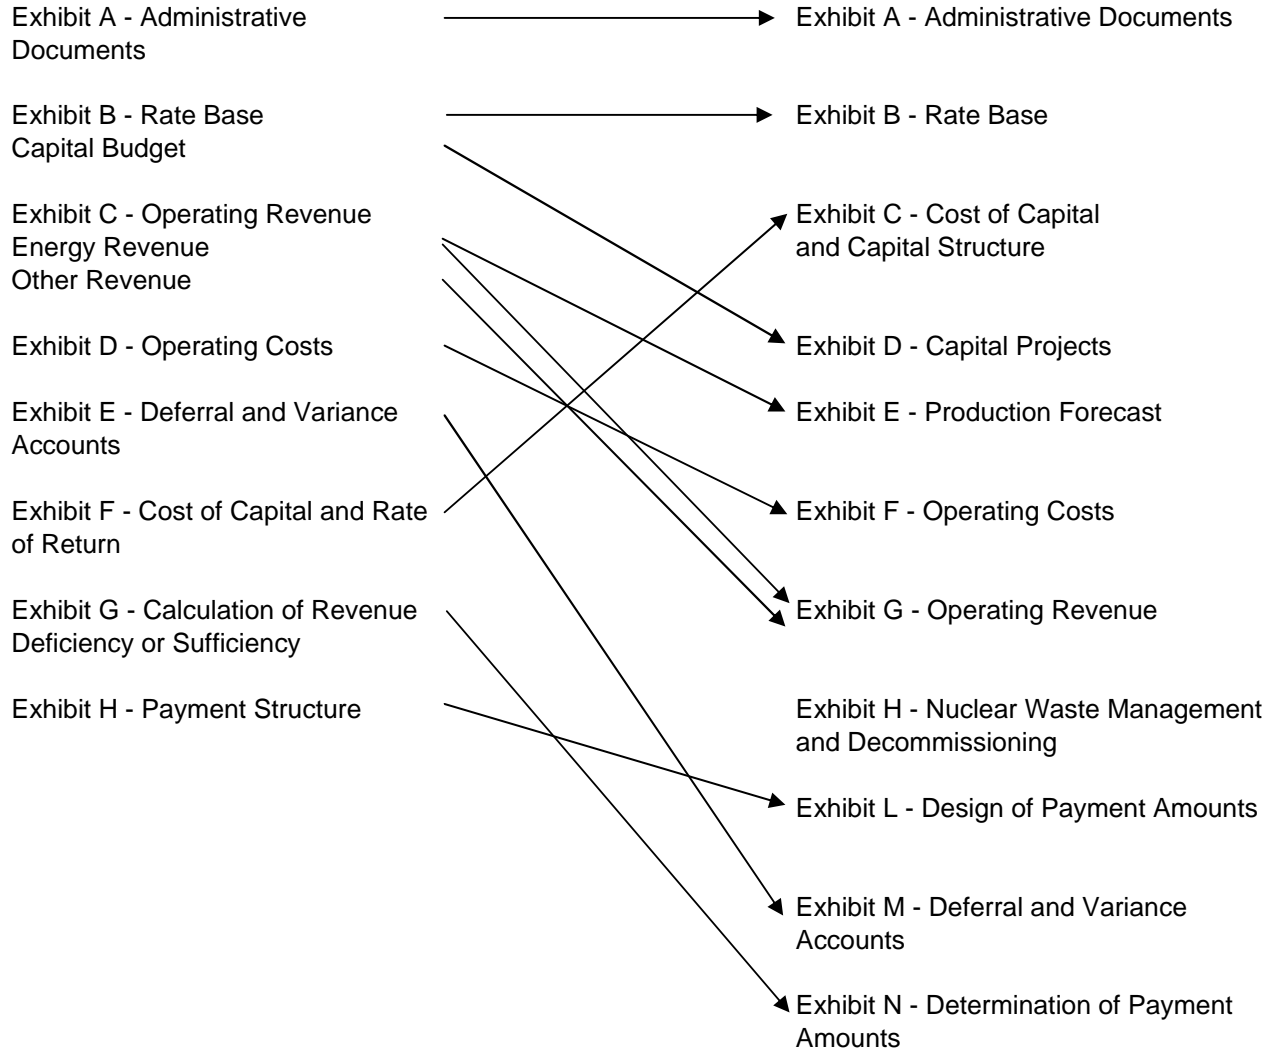 Exhibit A - Administrative
Documents
Exhibit B - Rate Base
Capital Budget
Exhibit C - Operating Revenue
Energy Revenue
Other Revenue
Exhibit D - Operating Costs
Exhibit E - Deferral and Variance
Accounts
Exhibit F - Cost of Capital and Rate
of Return
Exhibit G - Calculation of Revenue
Deficiency or Sufficiency
Exhibit H - Payment Structure
Exhibit A - Administrative Documents
Exhibit B - Rate Base
Exhibit C - Cost of Capital
and Capital Structure
Exhibit D - Capital Projects
Exhibit E - Production Forecast
Exhibit F - Operating Costs
Exhibit G - Operating Revenue
Exhibit H - Nuclear Waste Management
and Decommissioning
Exhibit L - Design of Payment Amounts
Exhibit M - Deferral and Variance
Accounts
Exhibit N - Determination of Payment
Amounts